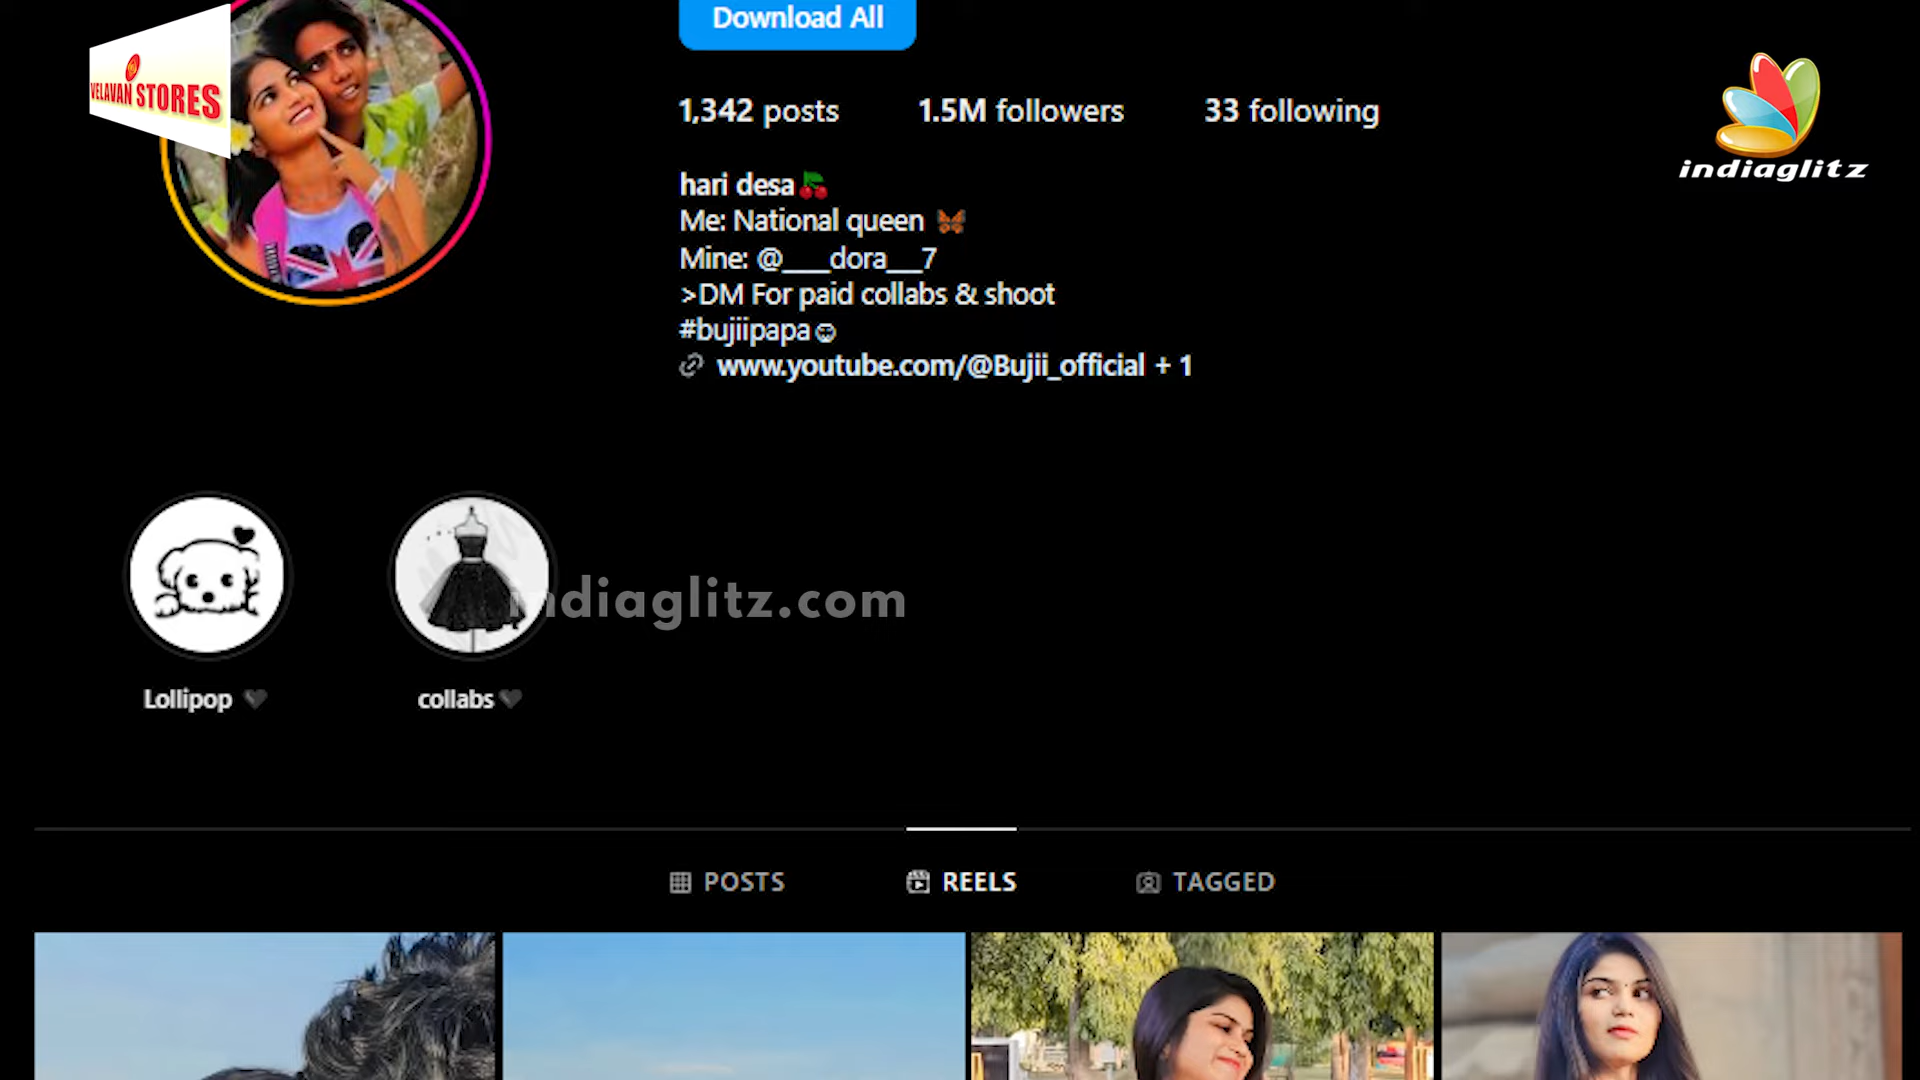 Download All
VELAVAN STORES
1,342 posts 1.5M followers 33 following
indiaglitz
hari desa
Me: National queen
Mine: @___dora__7
>DM For paid collabs & shoot
#bujiipapa
www.youtube.com/@Bujii_official + 1
indiaglitz.com
Lollipop collabs
POSTS REELS TAGGED